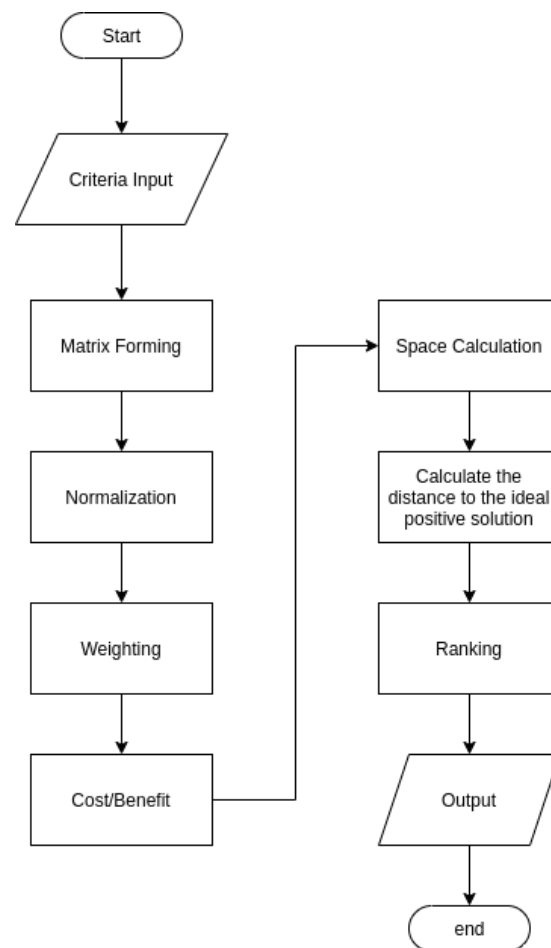 Start
Criteria Input
Matrix Forming
Normalization
Weighting
Cost/Benefit
Space Calculation
Calculate the
distance to the ideal
positive solution
Ranking
Output
end